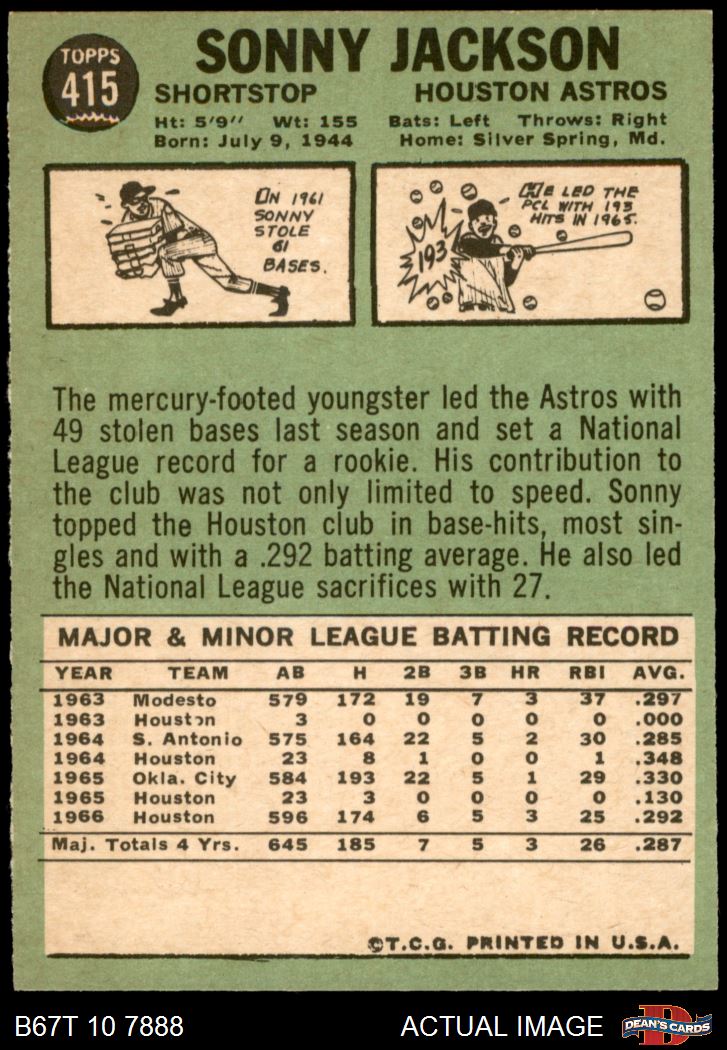 TOPPS
415
SONNY JACKSON
SHORTSTOP HOUSTON ASTROS
Ht: 5'9" Wt: 155 Bats: Left Throws: Right
Born: July 9, 1944 Home: Silver Spring, Md.
ON 1961
SONNY
STOLE
61
BASES.
HE LED THE
PCL WITH 193
HITS IN 1965.
193
The mercury-footed youngster led the Astros with
49 stolen bases last season and set a National
League record for a rookie. His contribution to
the club was not only limited to speed. Sonny
topped the Houston club in base-hits, most sin-
gles and with a .292 batting average. He also led
the National League sacrifices with 27.
MAJOR & MINOR LEAGUE BATTING RECORD
YEAR TEAM AB H 2B 3B HR RBI AVG.
1963 Modesto 579 172 19 7 3 37 .297
1963 Houston 3 0 0 0 0 0 .000
1964 S. Antonio 575 164 22 5 2 30 .285
1964 Houston 23 8 1 0 0 1 .348
1965 Okla. City 584 193 22 5 1 29 .330
1965 Houston 23 3 0 0 0 0 .130
1966 Houston 596 174 6 5 3 25 .292
Maj. Totals 4 Yrs. 645 185 7 5 3 26 .287
©T.C.G. PRINTED IN U.S.A.
B67T 10 7888 ACTUAL IMAGE
D
DEAN'S CARDS